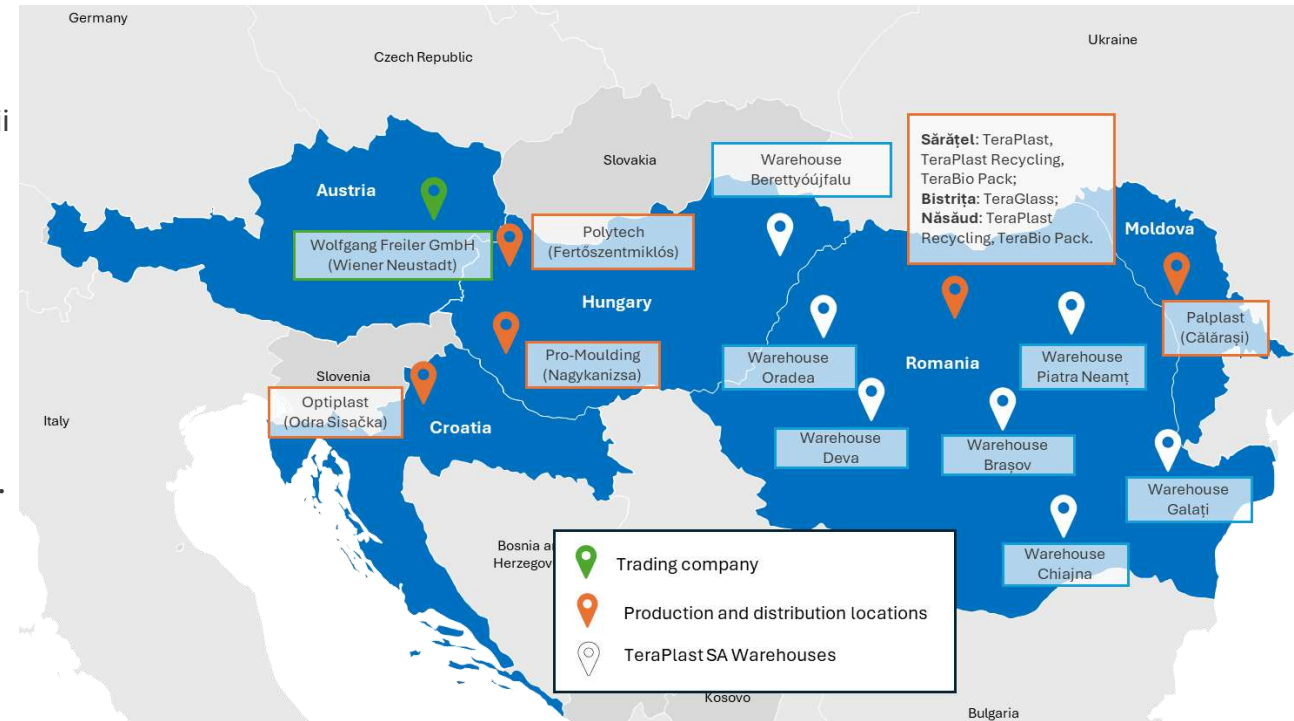 Germany
Czech Republic
Ukraine
ii
Slovakia
Austria
Warehouse
Berettyóújfalu
Sărățel: TeraPlast,
TeraPlast Recycling,
TeraBio Pack;
Bistrița: TeraGlass;
Năsăud: TeraPlast
Recycling, TeraBio Pack.
Moldova
Wolfgang Freiler GmbH
(Wiener Neustadt)
Polytech
(Fertőszentmiklós)
Hungary
Palplast
(Călărași)
Pro-Moulding
(Nagykanizsa)
Warehouse
Oradea
Romania
Warehouse
Piatra Neamț
Slovenia
Optiplast
(Odra Sisačka)
Italy
Croatia
Warehouse
Deva
Warehouse
Brașov
Warehouse
Galați
Warehouse
Chiajna
Bosnia a
Herzegov
Trading company
Production and distribution locations
TeraPlast SA Warehouses
Kosovo
Bulgaria